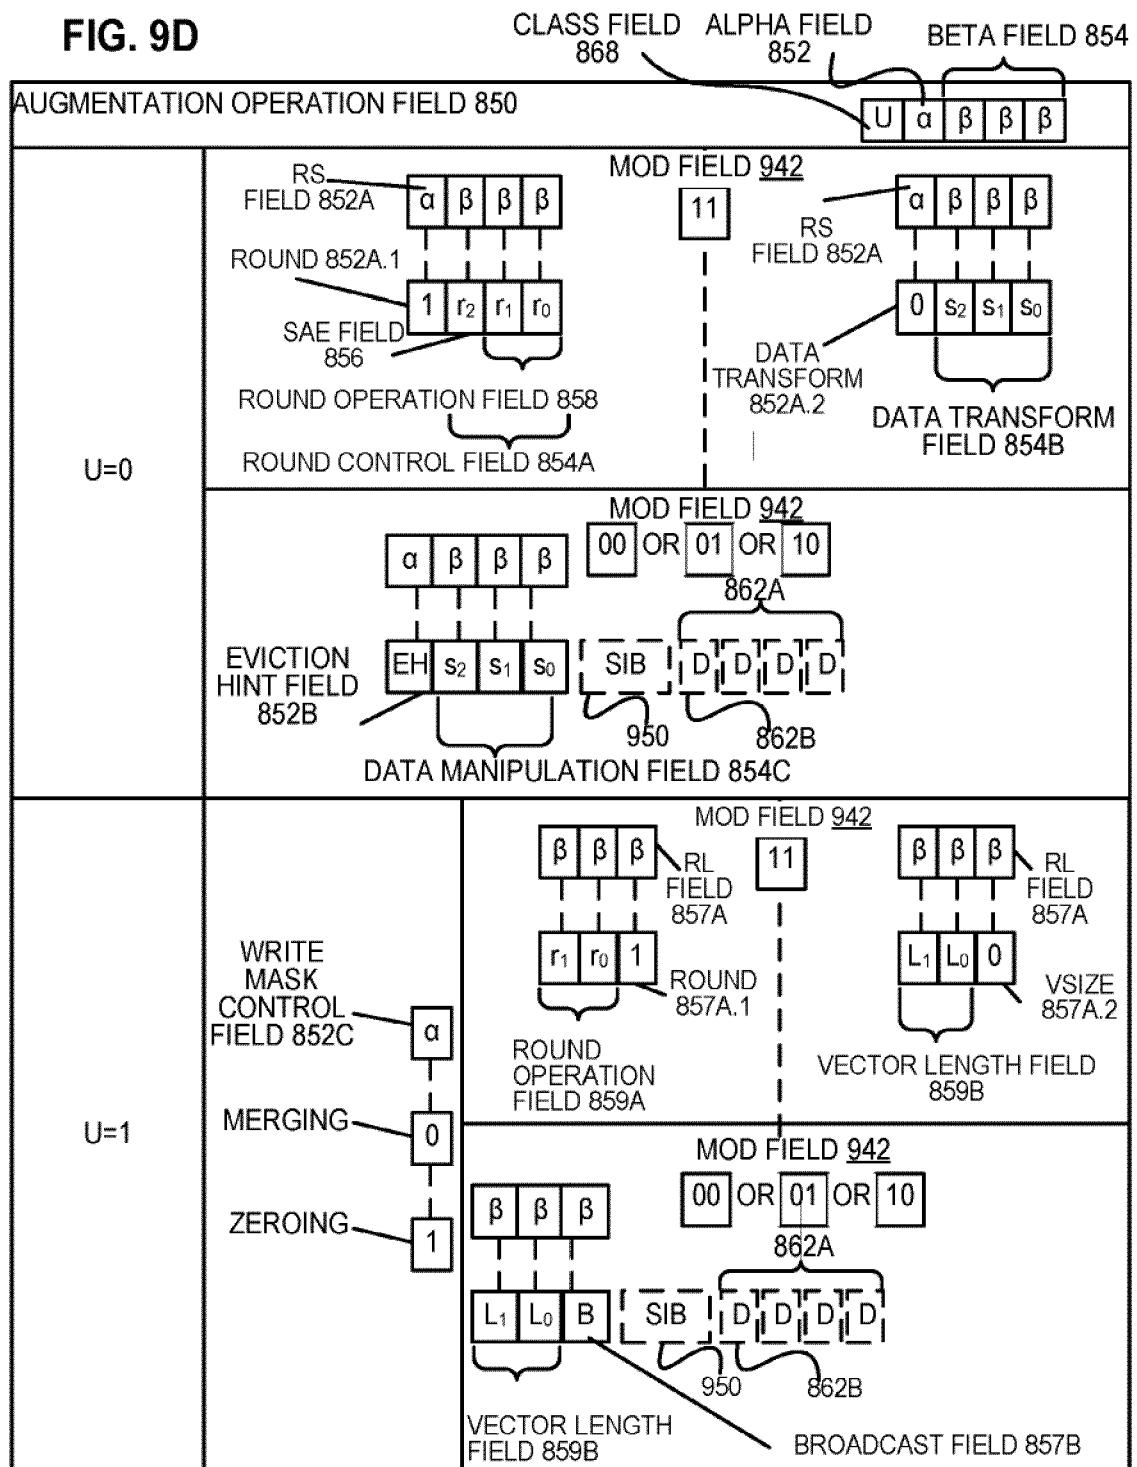 FIG. 9D
CLASS FIELD
868
ALPHA FIELD
852
BETA FIELD 854
AUGMENTATION OPERATION FIELD 850
U α β β β
U=0
MOD FIELD 942
11
RS
FIELD 852A
α β β β
ROUND 852A.1
1 r2 r1 r0
SAE FIELD
856
ROUND OPERATION FIELD 858
ROUND CONTROL FIELD 854A
α β β β
RS
FIELD 852A
0 s2 s1 s0
DATA
TRANSFORM
852A.2
DATA TRANSFORM
FIELD 854B
MOD FIELD 942
00 OR 01 OR 10
α β β β
862A
EVICTION
HINT FIELD
852B
EH s2 s1 s0
SIB
D D D D
950
862B
DATA MANIPULATION FIELD 854C
U=1
WRITE
MASK
CONTROL
FIELD 852C
α
MERGING
0
ZEROING
1
MOD FIELD 942
11
β β β
RL
FIELD
857A
r1 r0 1
ROUND
857A.1
ROUND
OPERATION
FIELD 859A
β β β
RL
FIELD
857A
L1 L0 0
VSIZE
857A.2
VECTOR LENGTH FIELD
859B
MOD FIELD 942
00 OR 01 OR 10
β β β
862A
L1 L0 B
SIB
D D D D
950
862B
VECTOR LENGTH
FIELD 859B
BROADCAST FIELD 857B